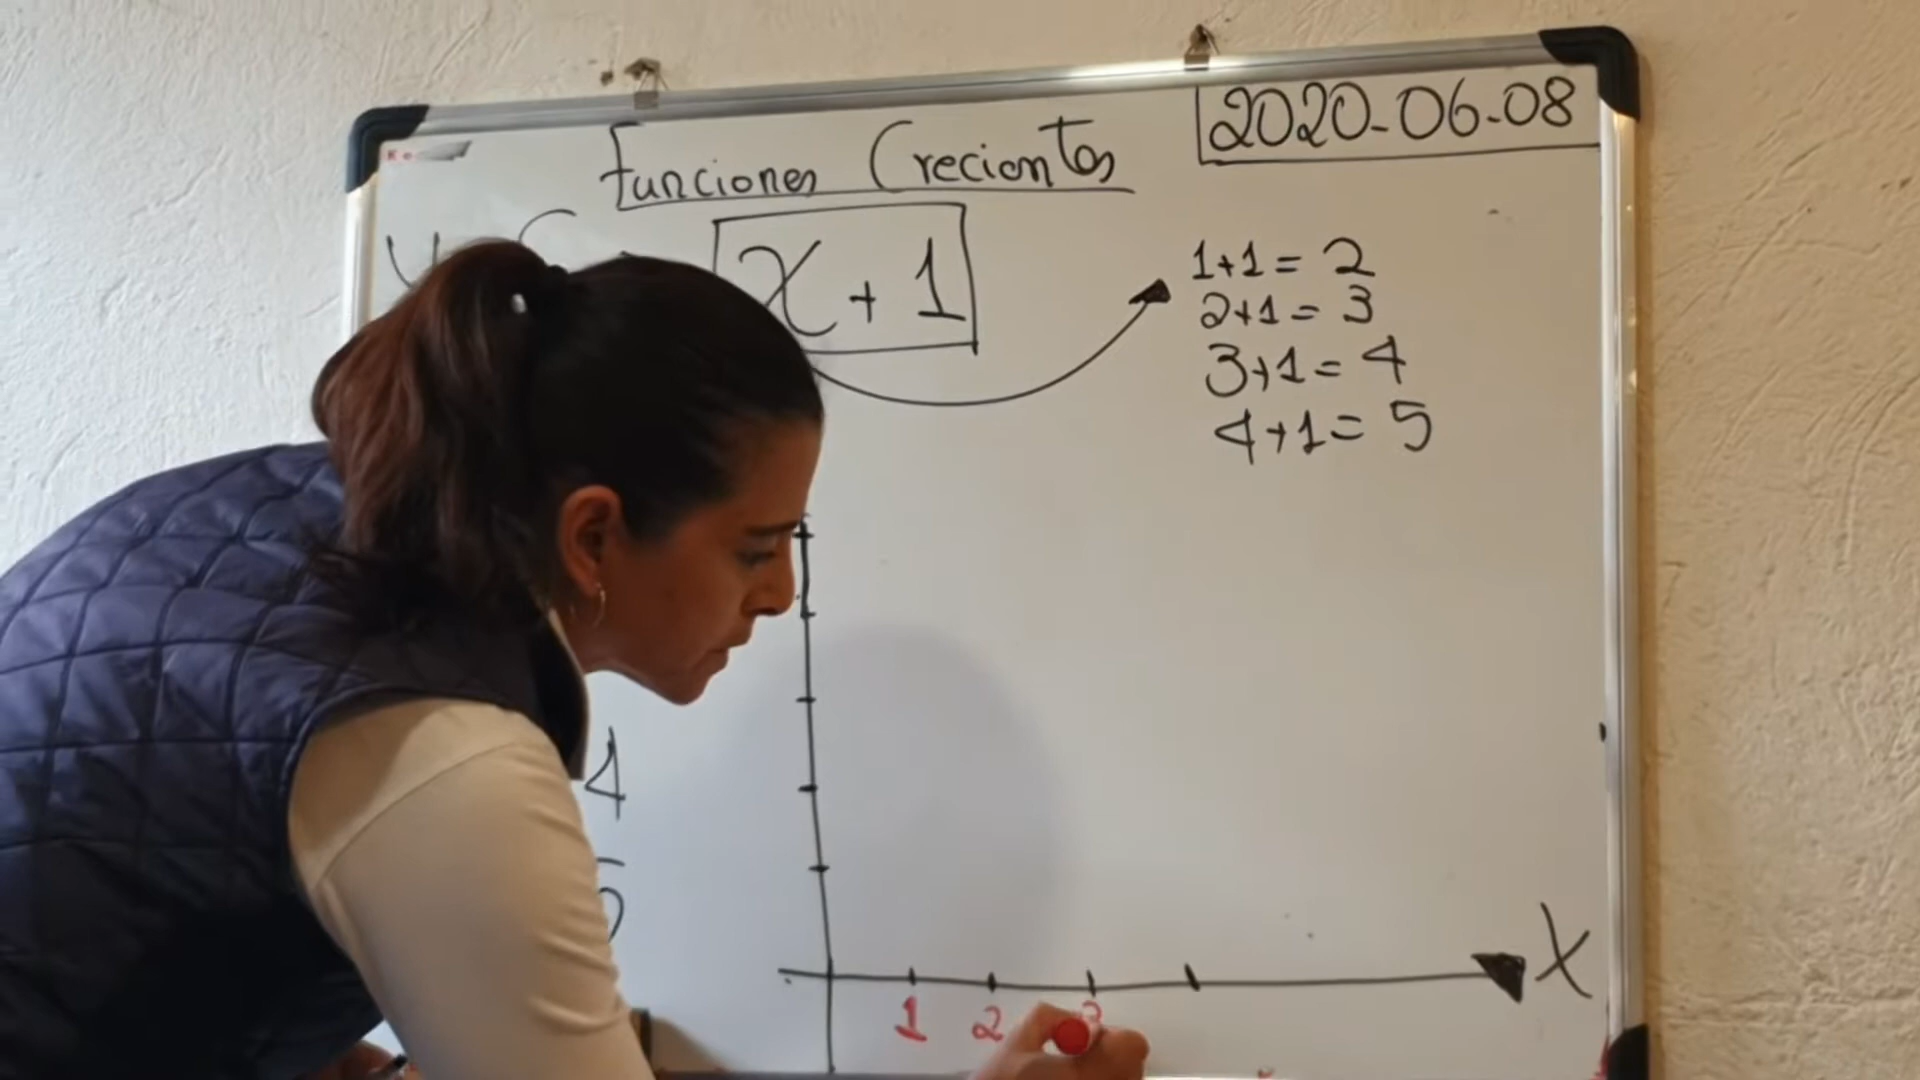 Funciones Crecientes
2020-06-08
x + 1
1+1 = 2
2+1 = 3
3+1 = 4
4+1 = 5
4
X
1 2 3